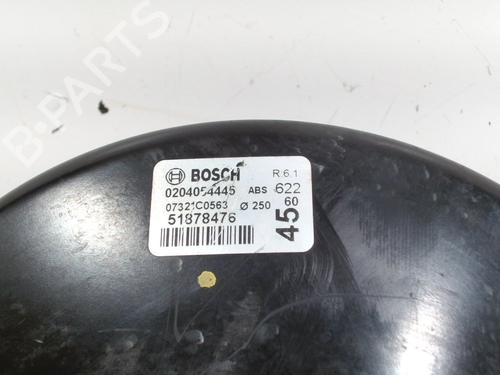 B-PARTS
BOSCH R.6.1
0204054445 ABS 622
07321C0563 Ø 250 60
51878476
45